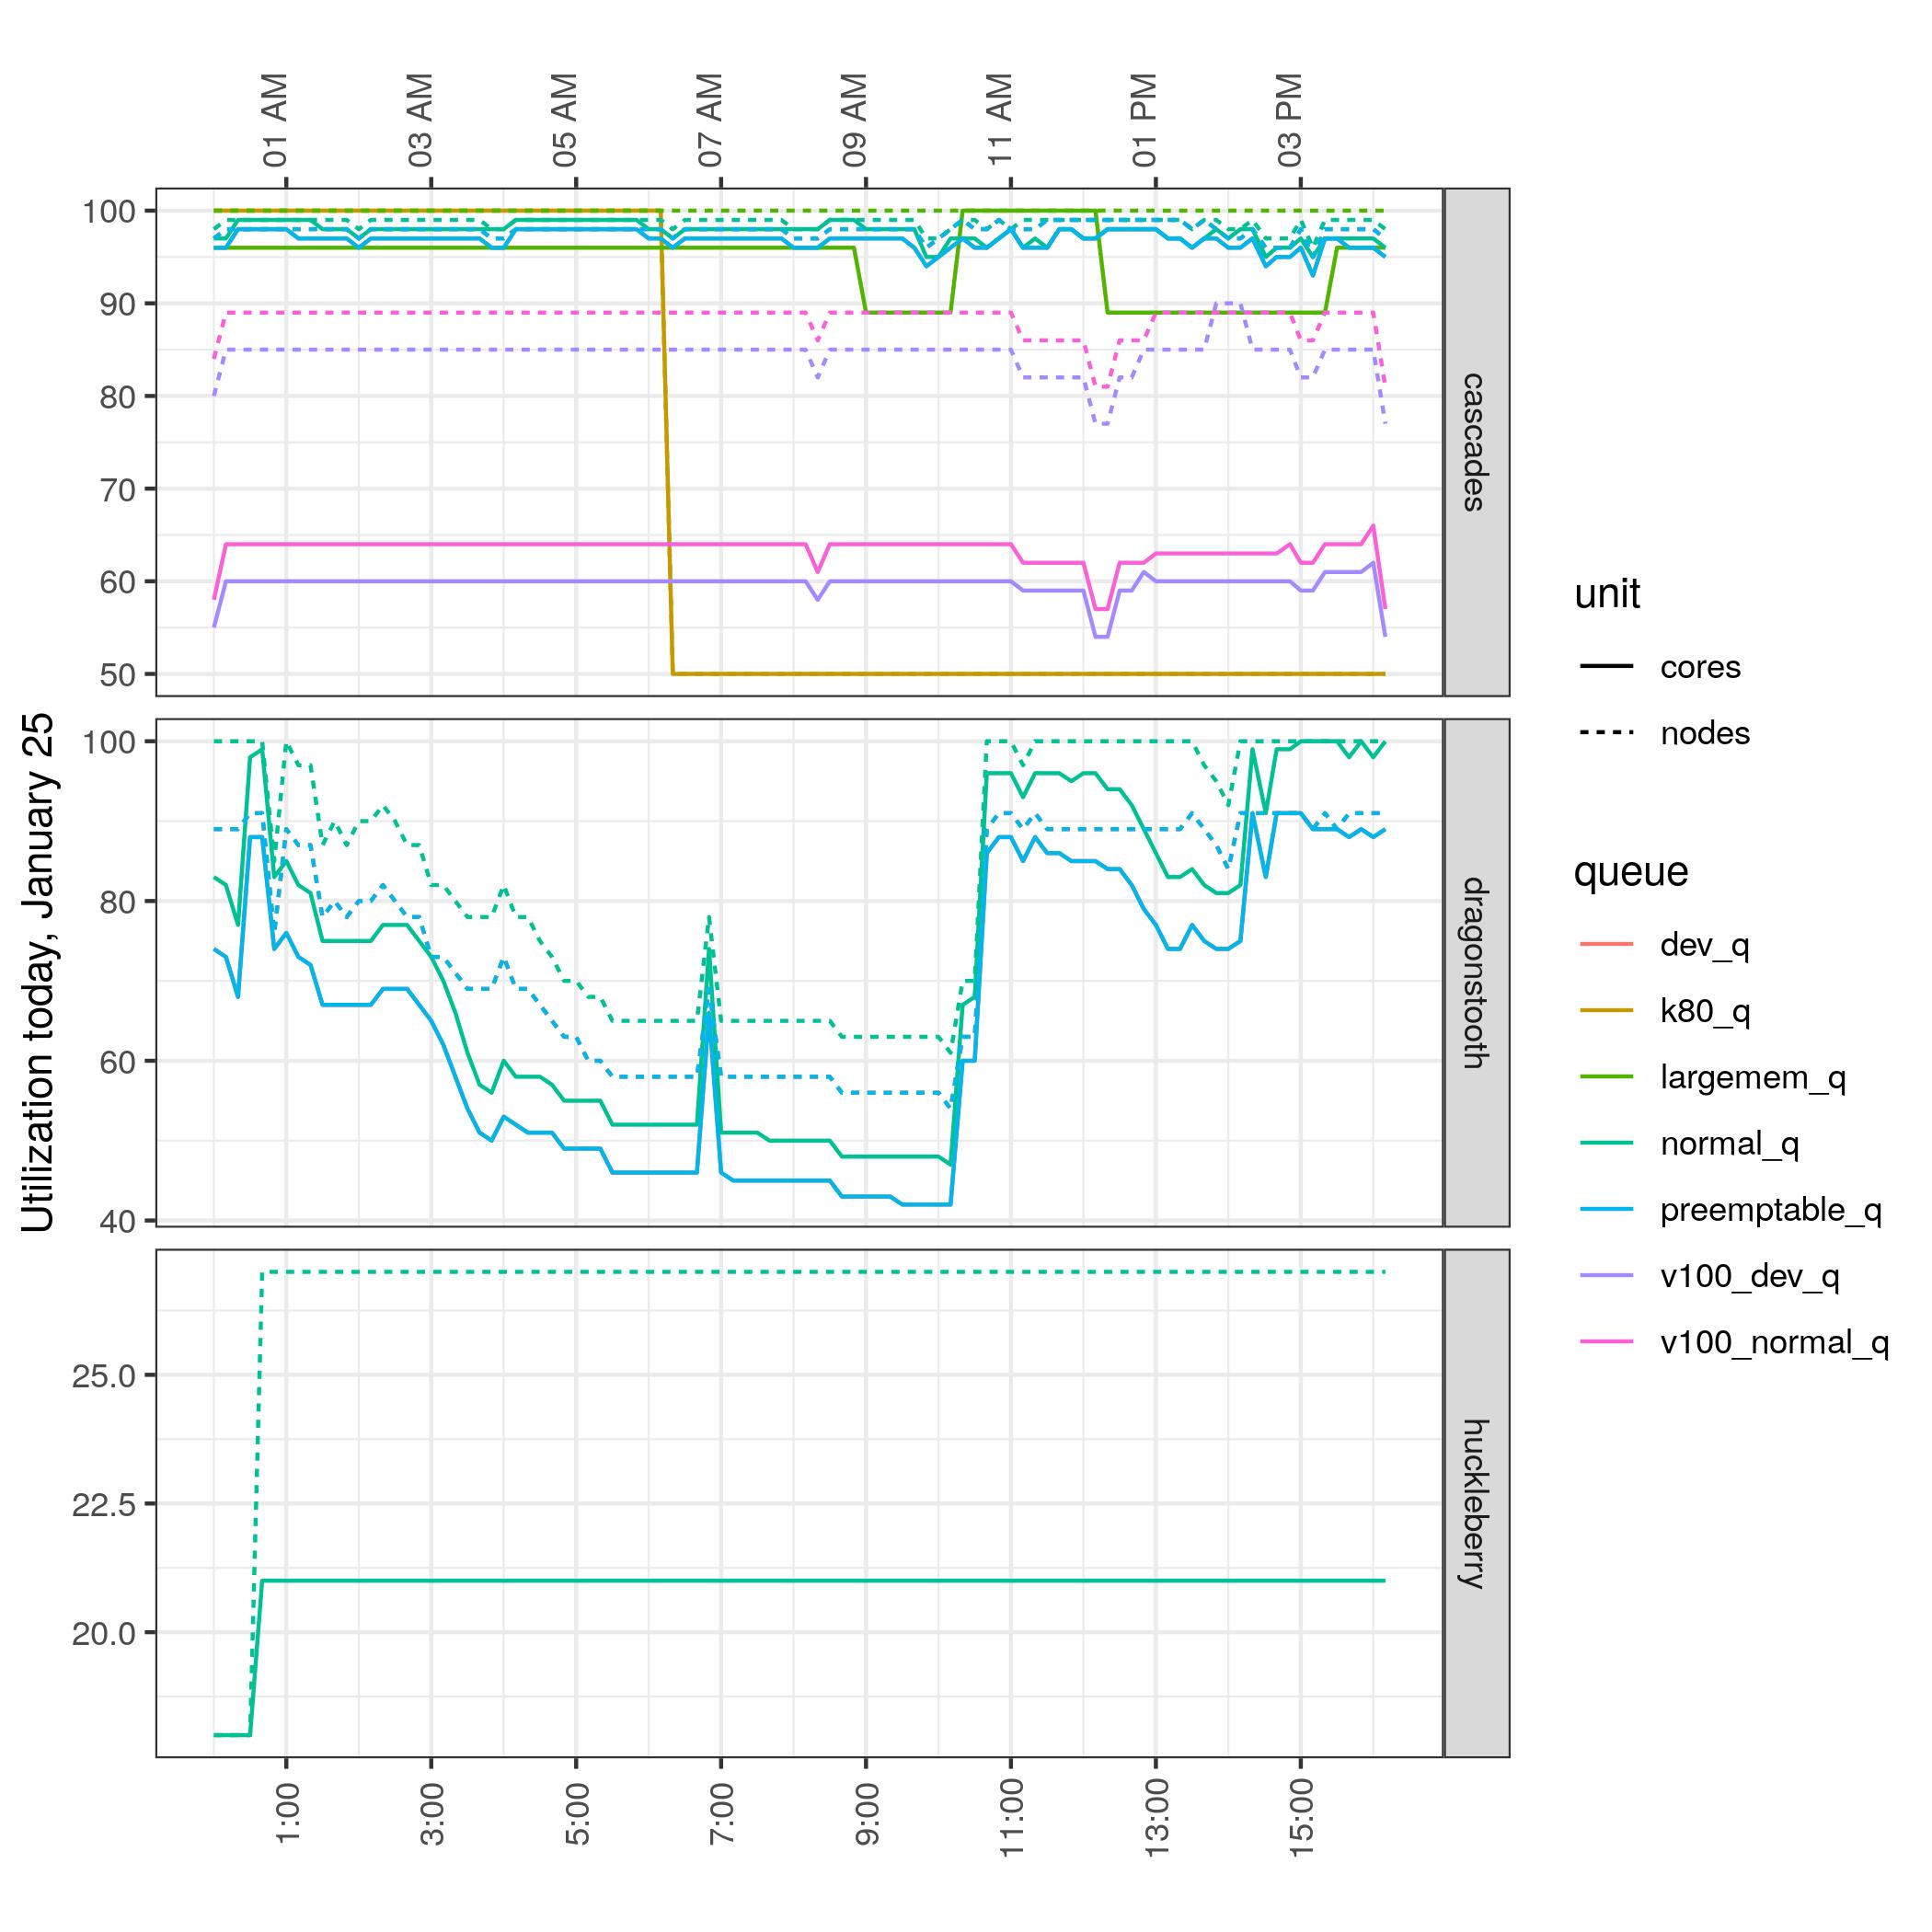 01 AM
03 AM
05 AM
07 AM
09 AM
11 AM
01 PM
03 PM
Utilization today, January 25
100
90
80
70
60
50
cascades
100
80
60
40
dragonstooth
25.0
22.5
20.0
huckleberry
1:00
3:00
5:00
7:00
9:00
11:00
13:00
15:00
unit
cores
nodes
queue
dev_q
k80_q
largemem_q
normal_q
preemptable_q
v100_dev_q
v100_normal_q